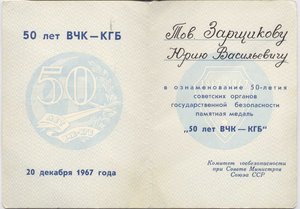 50 лет ВЧК—КГБ
50
20 декабря 1967 года
Тов Зарщикову
Юрию Васильевичу
в ознаменование 50-летия
советских органов
государственной безопасности
памятная медаль
„50 лет ВЧК — КГБ“
Комитет госбезопасности
при Совете Министров
Союза ССР